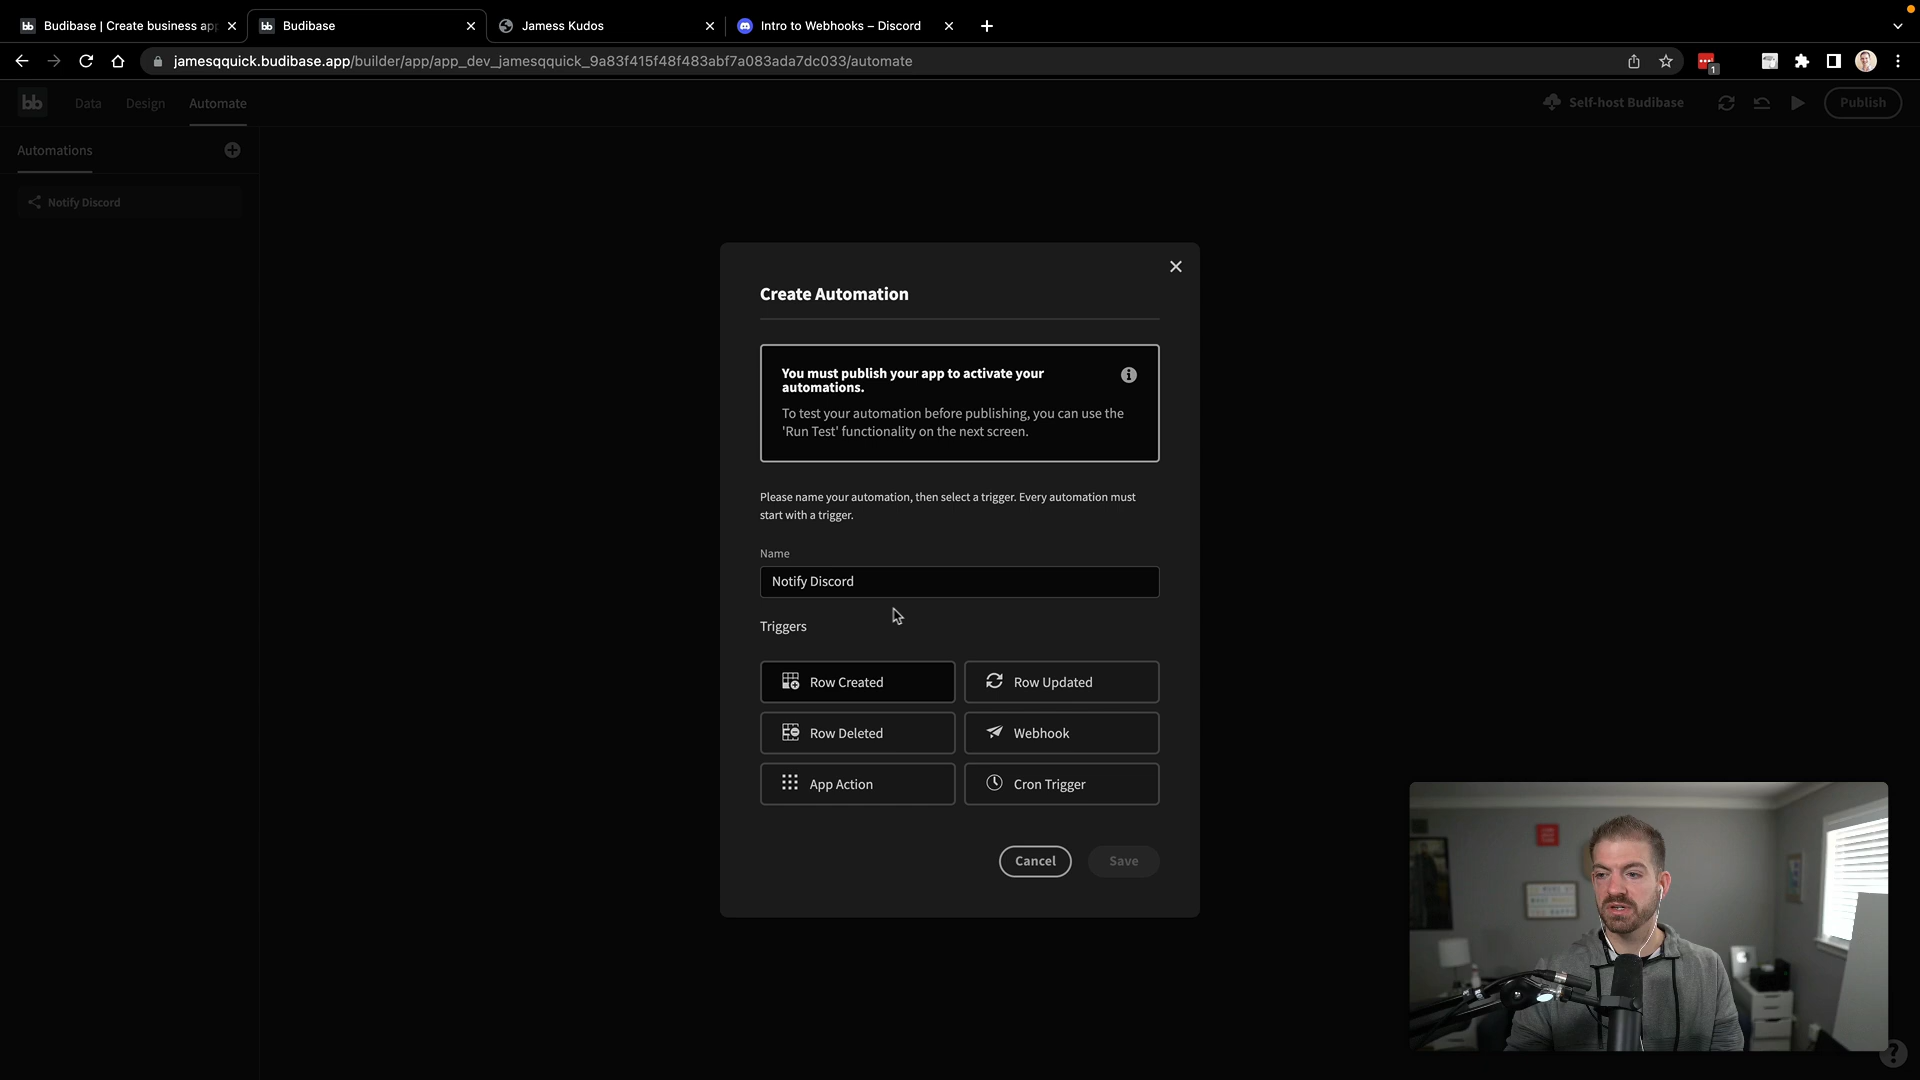 Budibase | Create business app
Budibase
Jamess Kudos
Intro to Webhooks – Discord
jamesqquick.budibase.app/builder/app/app_dev_jamesqquick_9a83f415f48f483abf7a083ada7dc033/automate
1
bb
Data
Design
Automate
Self-host Budibase
Publish
Automations
Notify Discord
Create Automation
You must publish your app to activate your
automations.
To test your automation before publishing, you can use the
'Run Test' functionality on the next screen.
Please name your automation, then select a trigger. Every automation must
start with a trigger.
Name
Notify Discord
Triggers
Row Created
Row Updated
Row Deleted
Webhook
App Action
Cron Trigger
Cancel
Save
?